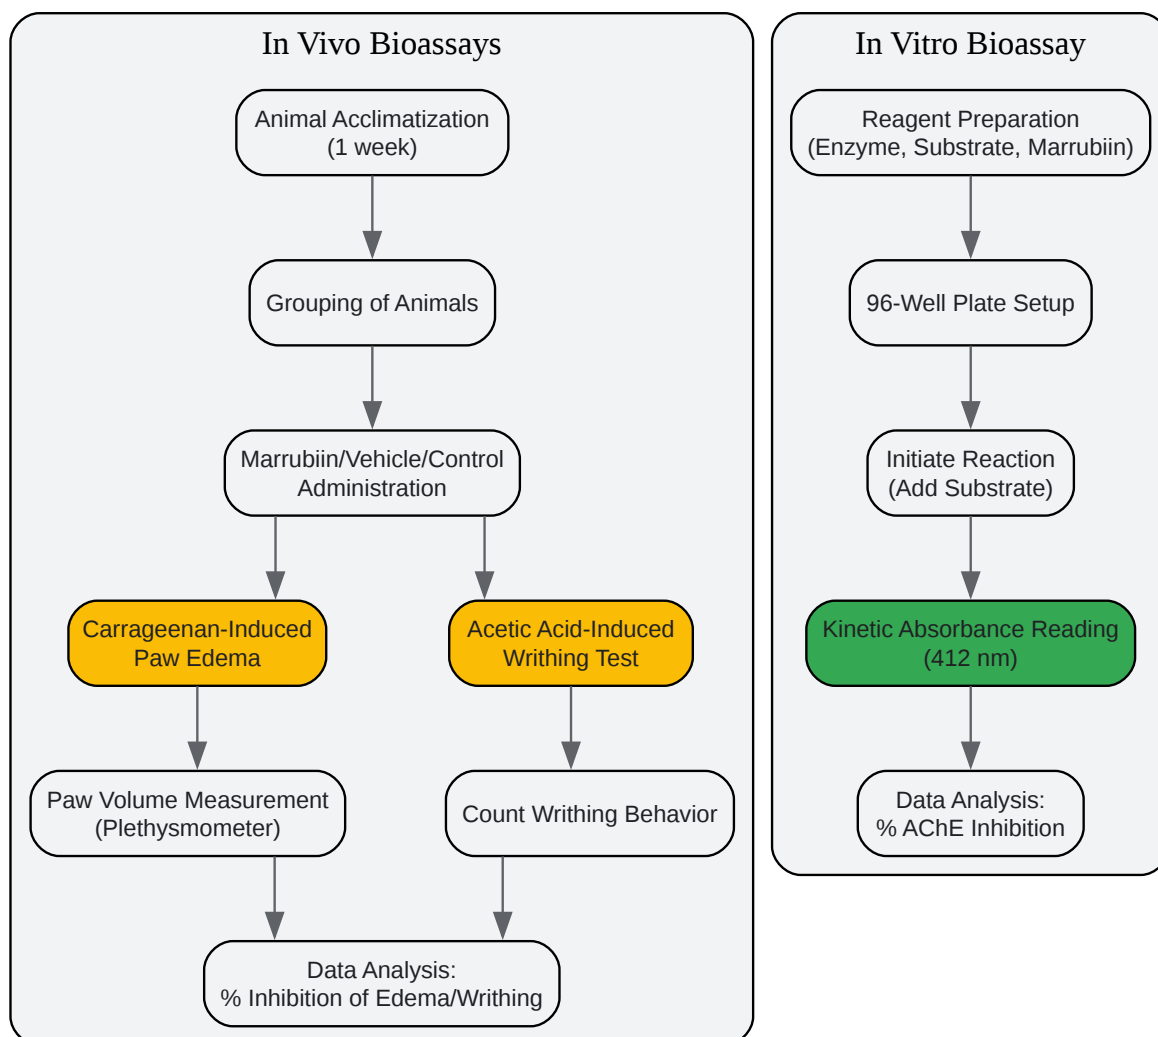 In Vivo Bioassays
Animal Acclimatization
(1 week)
Grouping of Animals
Marrubiin/Vehicle/Control
Administration
Carrageenan-Induced
Paw Edema
Acetic Acid-Induced
Writhing Test
Paw Volume Measurement
(Plethysmometer)
Count Writhing Behavior
Data Analysis:
% Inhibition of Edema/Writhing
In Vitro Bioassay
Reagent Preparation
(Enzyme, Substrate, Marrubiin)
96-Well Plate Setup
Initiate Reaction
(Add Substrate)
Kinetic Absorbance Reading
(412 nm)
Data Analysis:
% AChE Inhibition